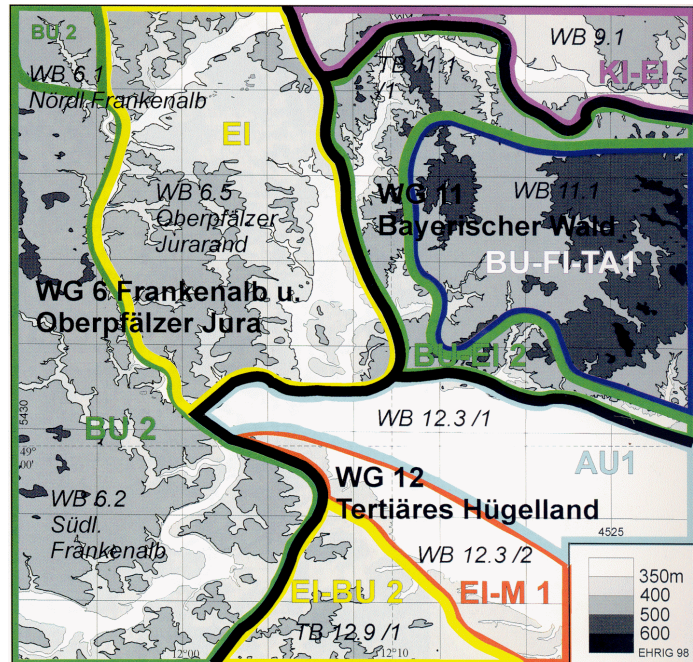 BU 2
WB 6.1
Nördl.Frankenalb
EI
TB 11.1
/1
WB 9.1
KI-EI
WB 6.5
Oberpfälzer
Jurarand
WG 11
Bayerischer Wald
WB 11.1
BU-FI-TA1
WG 6 Frankenalb u.
Oberpfälzer Jura
BU-EI 2
BU 2
WB 12.3 /1
AU1
5430
49°
00'
WB 6.2
Südl.
Frankenalb
WG 12
Tertiäres Hügelland
4525
WB 12.3 /2
EI-BU 2
EI-M 1
TB 12.9 /1
12°00
12°10
350m
400
500
600
EHRIG 98